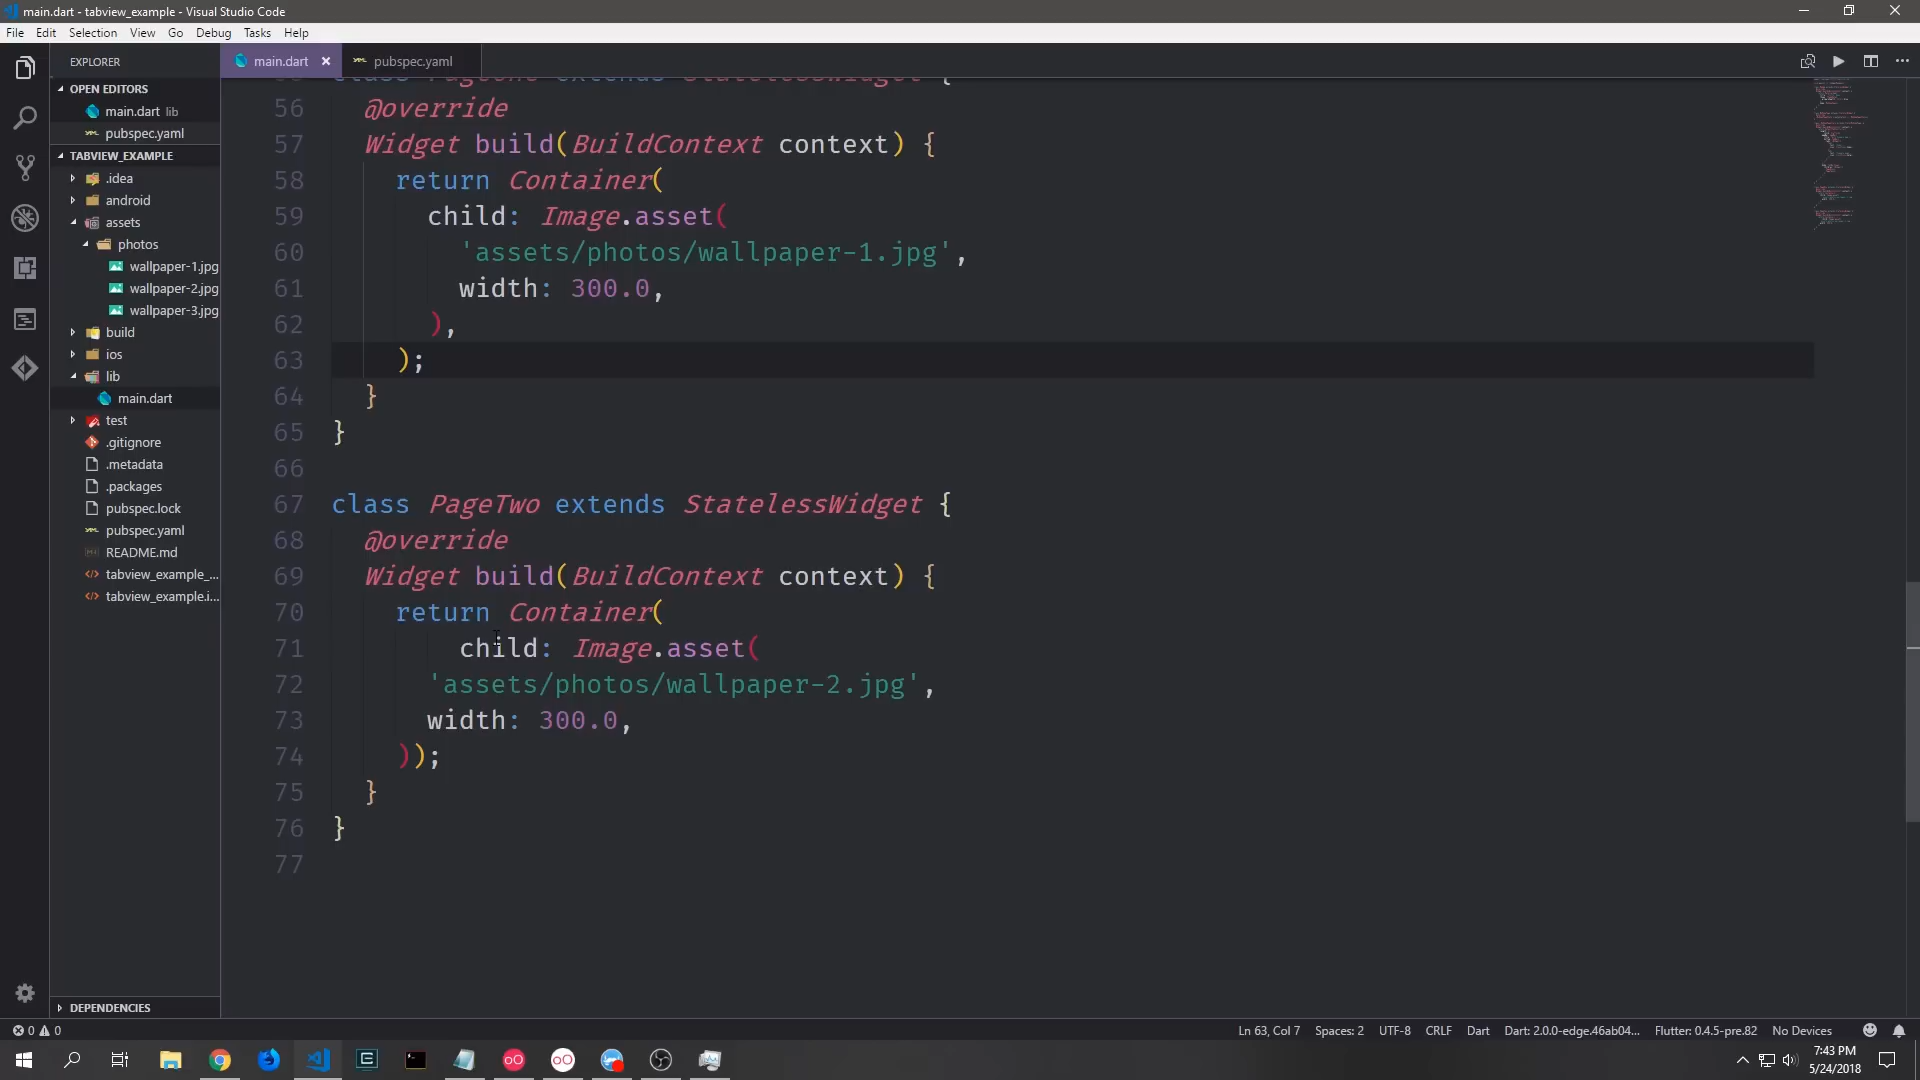 main.dart - tabview_example - Visual Studio Code
File Edit Selection View Go Debug Tasks Help
EXPLORER
main.dart
pubspec.yaml
OPEN EDITORS
main.dart lib
pubspec.yaml
TABVIEW_EXAMPLE
.idea
android
assets
photos
wallpaper-1.jpg
wallpaper-2.jpg
wallpaper-3.jpg
build
ios
lib
main.dart
test
.gitignore
.metadata
.packages
pubspec.lock
pubspec.yaml
README.md
tabview_example_...
tabview_example.i...
DEPENDENCIES
class PageOne extends StatelessWidget {
56 @override
57 Widget build(BuildContext context) {
58 return Container(
59 child: Image.asset(
60 'assets/photos/wallpaper-1.jpg',
61 width: 300.0,
62 ),
63 );
64 }
65 }
66
67 class PageTwo extends StatelessWidget {
68 @override
69 Widget build(BuildContext context) {
70 return Container(
71 child: Image.asset(
72 'assets/photos/wallpaper-2.jpg',
73 width: 300.0,
74 ));
75 }
76 }
77
0 0 Ln 63, Col 7 Spaces: 2 UTF-8 CRLF Dart Dart: 2.0.0-edge.46ab04... Flutter: 0.4.5-pre.82 No Devices
7:43 PM
5/24/2018